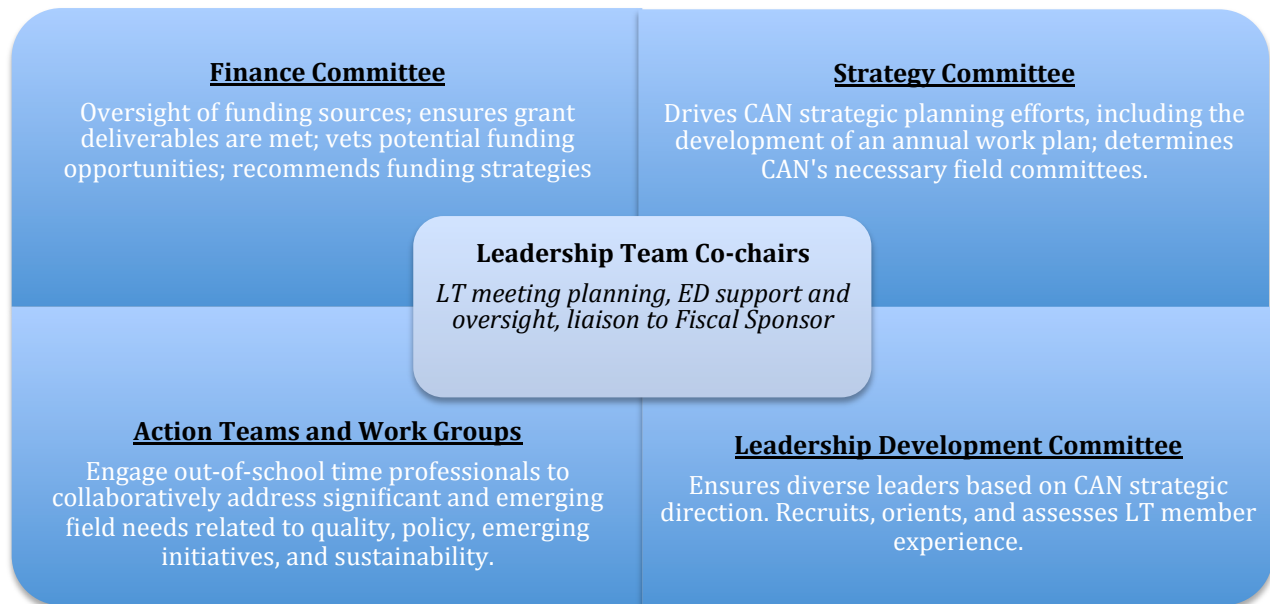 Finance Committee
Oversight of funding sources; ensures grant
deliverables are met; vets potential funding
opportunities; recommends funding strategies
Strategy Committee
Drives CAN strategic planning efforts, including the
development of an annual work plan; determines
CAN's necessary field committees.
Leadership Team Co-chairs
LT meeting planning, ED support and
oversight, liaison to Fiscal Sponsor
Action Teams and Work Groups
Engage out-of-school time professionals to
collaboratively address significant and emerging
field needs related to quality, policy, emerging
initiatives, and sustainability.
Leadership Development Committee
Ensures diverse leaders based on CAN strategic
direction. Recruits, orients, and assesses LT member
experience.